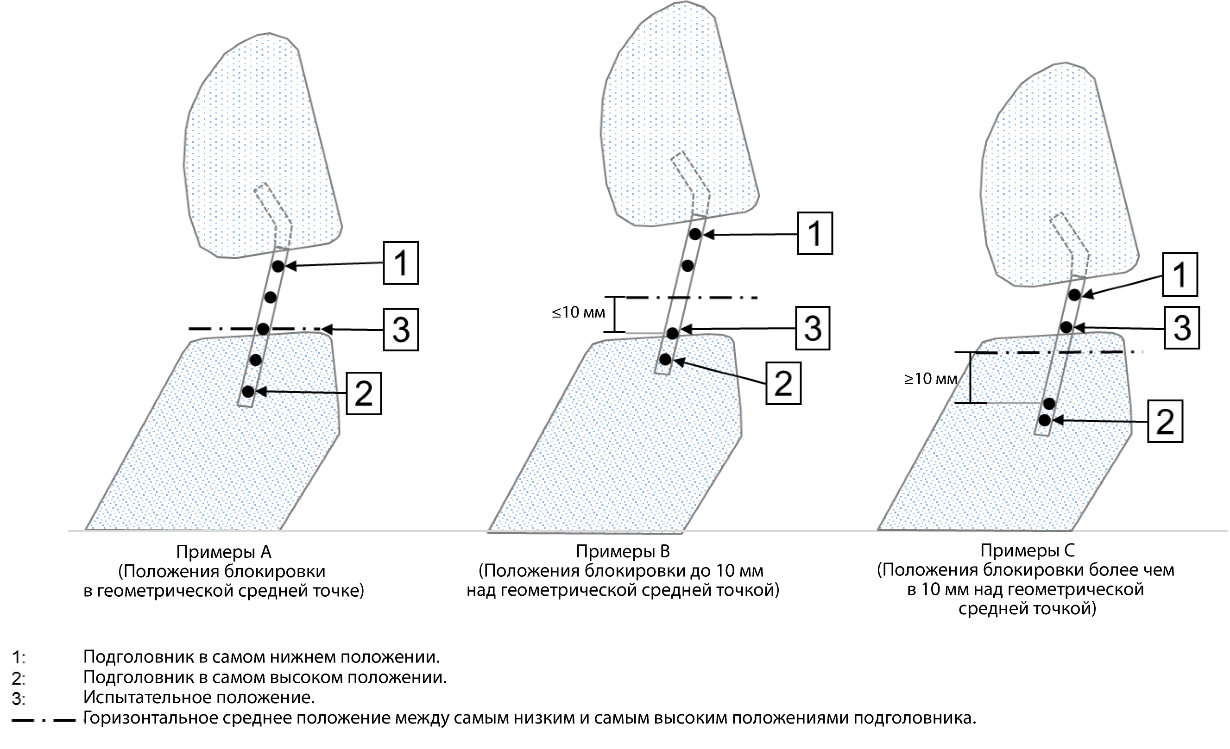 1
3
2
1
≤10 мм
3
2
1
3
≥10 мм
2
Примеры А
(Положения блокировки
в геометрической средней точке)
Примеры В
(Положения блокировки до 10 мм
над геометрической средней точкой)
Примеры С
(Положения блокировки более чем
в 10 мм над геометрической
средней точкой)
1: Подголовник в самом нижнем положении.
2: Подголовник в самом высоком положении.
3: Испытательное положение.
Горизонтальное среднее положение между самым низким и самым высоким положениями подголовника.